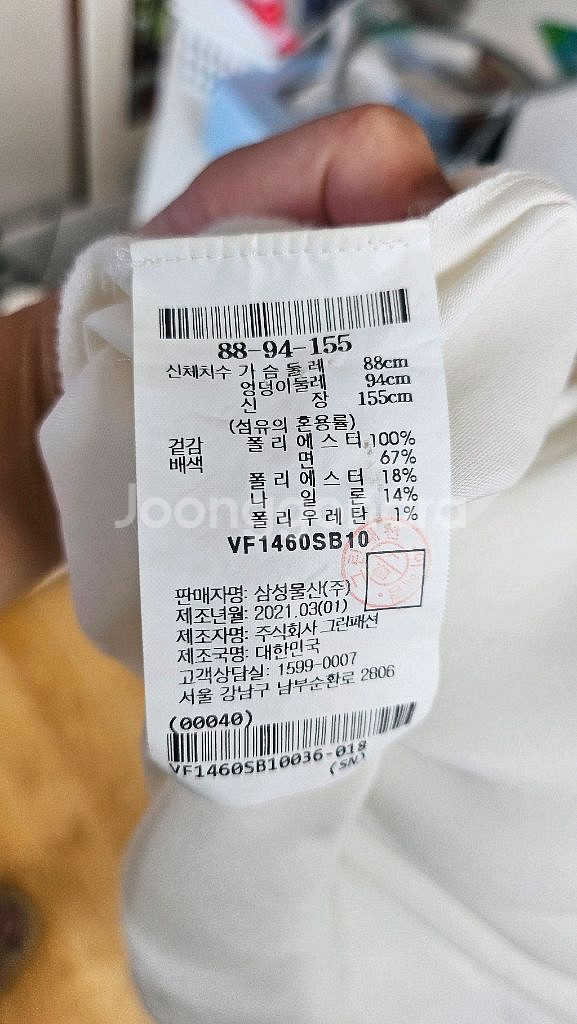 88-94-155
신체치수 가 슴 둘 레 88cm
엉덩이둘레 94cm
신 장 155cm
(섬유의 혼용률)
겉감 폴 리 에 스 터 100%
배색 면 67%
폴 리 에 스 터 18%
나 일 론 14%
폴 리 우 레 탄 1%
VF1460SB10
판매자명: 삼성물산(주)
제조년월: 2021.03(01)
제조자명: 주식회사 그린패션
제조국명: 대한민국
고객상담실: 1599-0007
서울 강남구 남부순환로 2806
(00040)
VF1460SB10036-018
(SN)